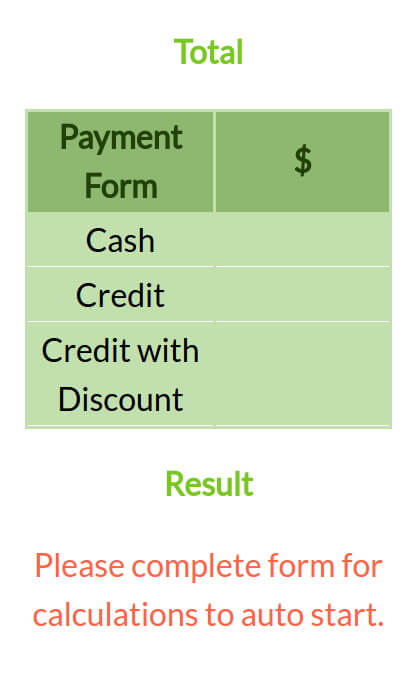 Total
Payment
Form
$
Cash
Credit
Credit with
Discount
Result
Please complete form for
calculations to auto start.